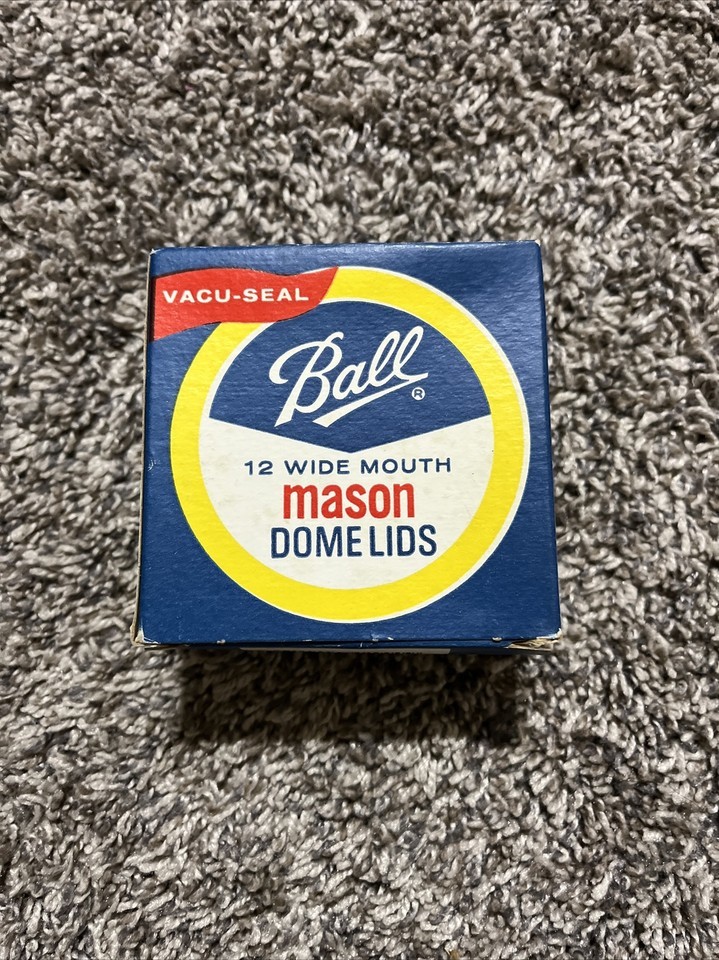 VACU-SEAL
Ball®
12 WIDE MOUTH
mason
DOME LIDS